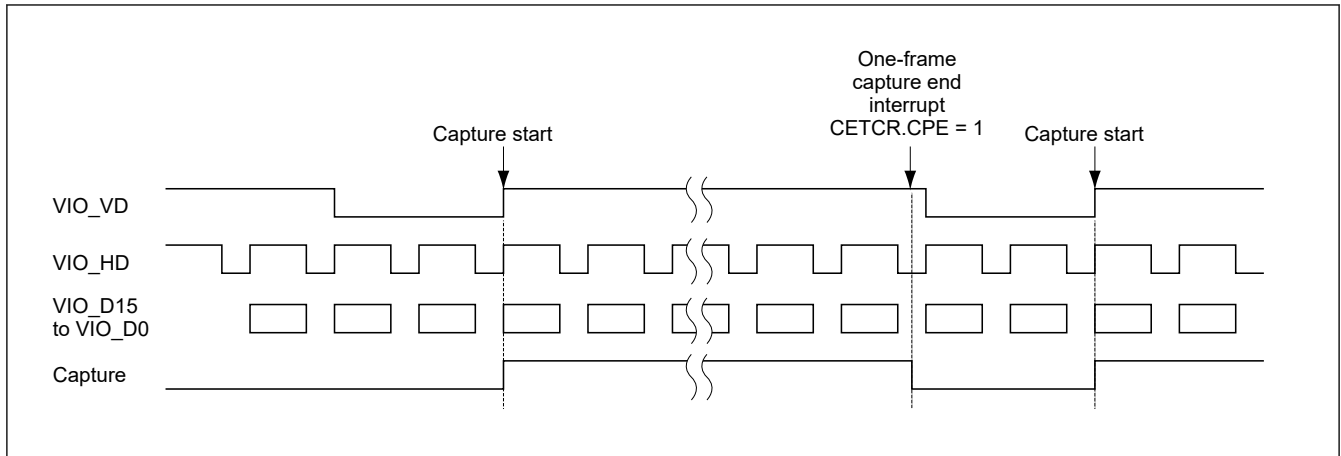 One-frame
capture end
interrupt
CETCR.CPE = 1
Capture start
Capture start
VIO_VD
VIO_HD
VIO_D15
to VIO_D0
Capture